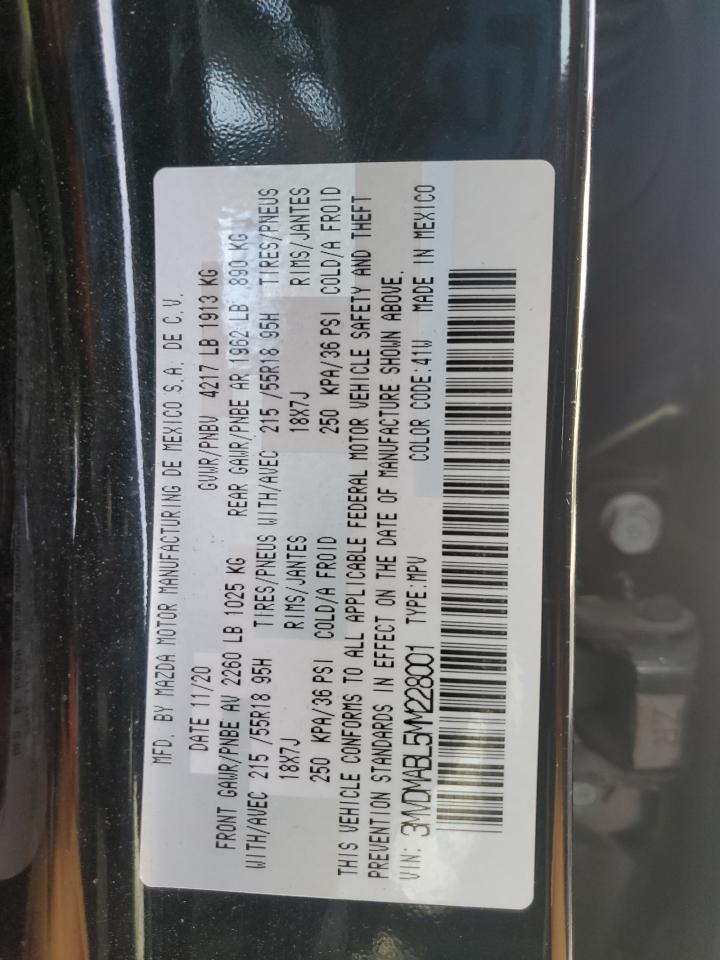 MFD. BY MAZDA MOTOR MANUFACTURING DE MEXICO S.A. DE C.V.
DATE 11/20 GVWR/PNBV 4217 LB 1913 KG
FRONT GAWR/PNBE AV 2260 LB 1025 KG REAR GAWR/PNBE AR 1962 LB 890 KG
WITH/AVEC 215 /55R18 95H TIRES/PNEUS WITH/AVEC 215 /55R18 95H TIRES/PNEUS
18X7J RIMS/JANTES 18X7J RIMS/JANTES
250 KPA/36 PSI COLD/A FROID 250 KPA/36 PSI COLD/A FROID
THIS VEHICLE CONFORMS TO ALL APPLICABLE FEDERAL MOTOR VEHICLE SAFETY AND THEFT
PREVENTION STANDARDS IN EFFECT ON THE DATE OF MANUFACTURE SHOWN ABOVE.
VIN: 3MVDMABL5MM228001 TYPE:MPV COLOR CODE:41W MADE IN MEXICO